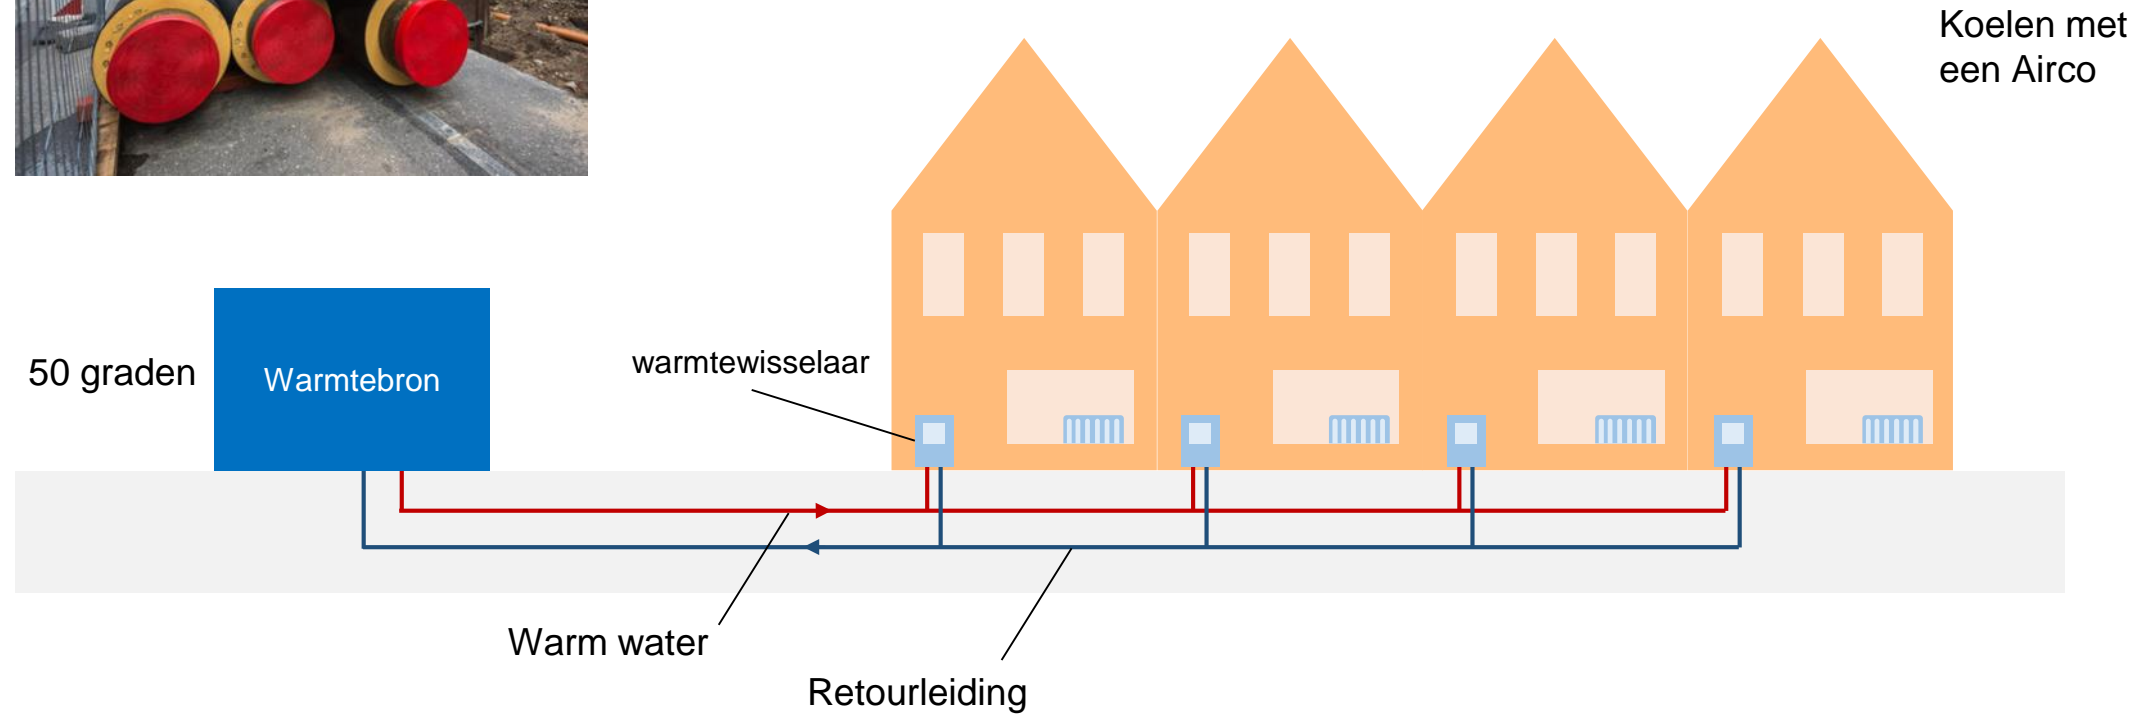 Koelen met
een Airco
50 graden
Warmtebron
warmtewisselaar
Warm water
Retourleiding